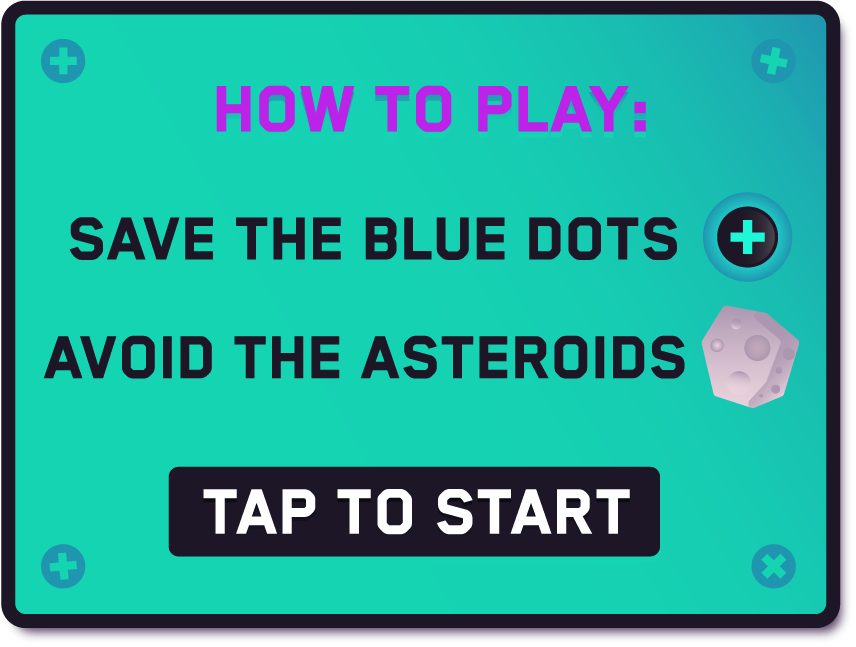 HOW TO PLAY:
SAVE THE BLUE DOTS
AVOID THE ASTEROIDS
TAP TO START